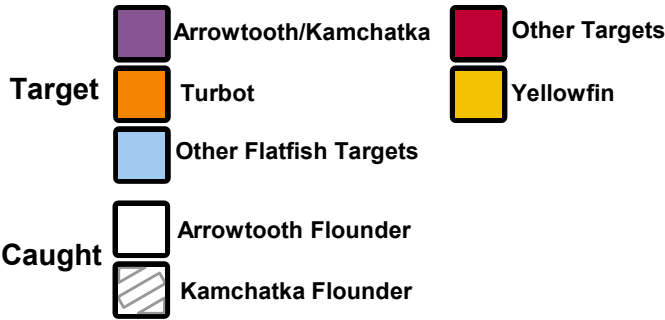 Target
Arrowtooth/Kamchatka
Turbot
Other Flatfish Targets
Other Targets
Yellowfin
Caught
Arrowtooth Flounder
Kamchatka Flounder